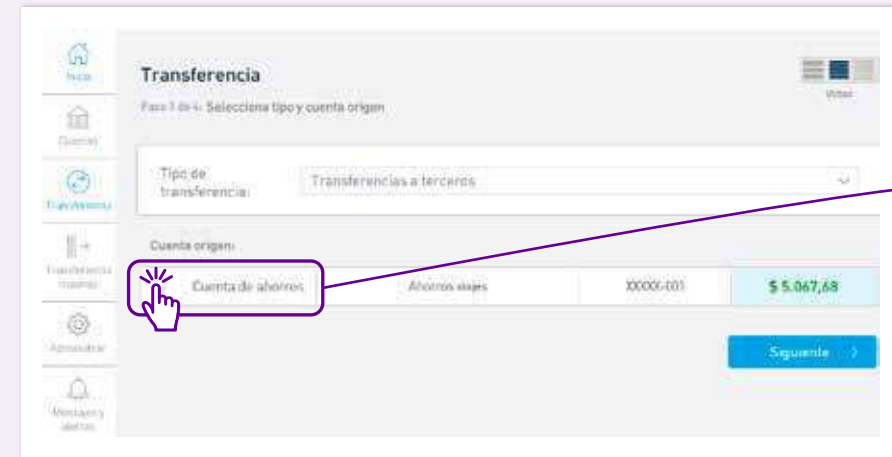 Inicio
Transferencia
Vistas
Paso 1 de 4: Selecciona tipo y cuenta origen
Cuentas
Tipo de
transferencia:
Transferencias a terceros
Transferencia
Cuenta origen:
Cuenta de ahorros
Ahorros viajes
XXXXX-001
$ 5.067,68
Siguiente
Administrar
Mensajes y
alertas